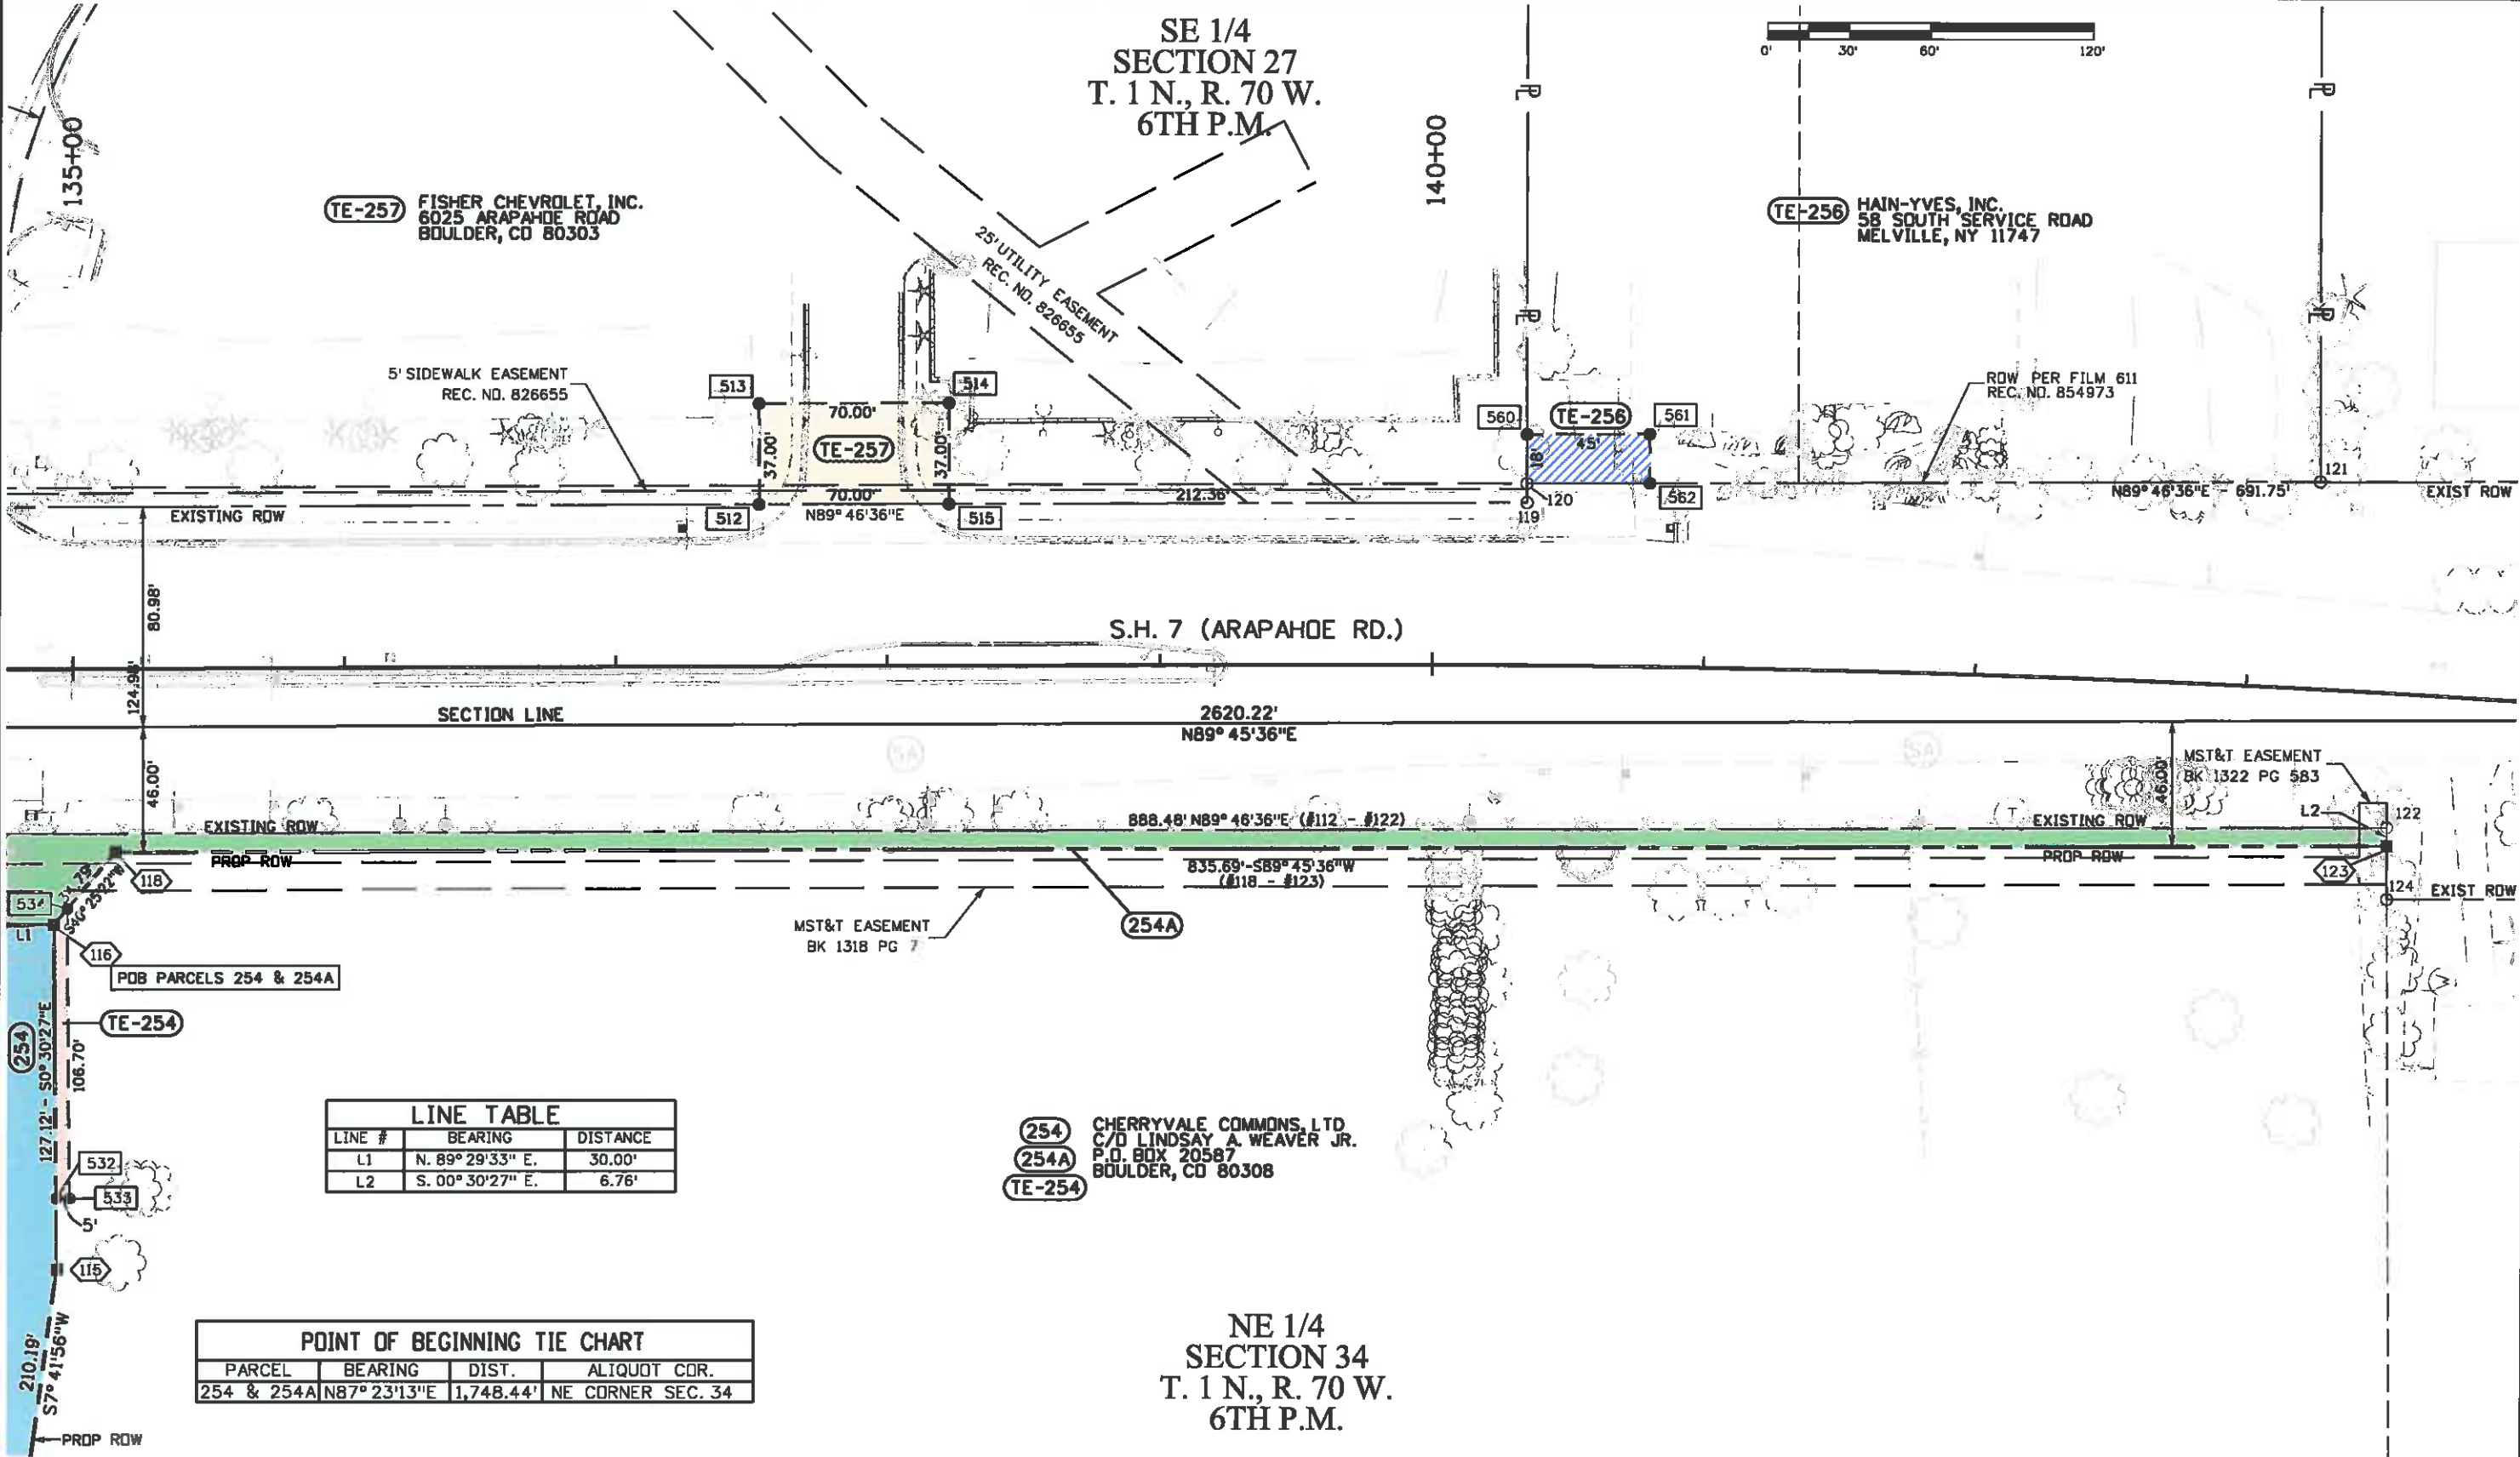 SE 1/4
SECTION 27
T. 1 N., R. 70 W.
6TH P.M.
0' 30' 60' 120'
135+00
140+00
PL
PL
PL
PL
TE-257
FISHER CHEVROLET, INC.
6025 ARAPAHOE ROAD
BOULDER, CO 80303
TE-256
HAIN-YVES, INC.
58 SOUTH SERVICE ROAD
MELVILLE, NY 11747
25' UTILITY EASEMENT
REC. NO. 826655
5' SIDEWALK EASEMENT
REC. NO. 826655
ROW PER FILM 611
REC. NO. 854973
513
514
70.00'
TE-257
37.00'
37.00'
70.00'
N89°46'36"E
512
515
212.36'
560
TE-256
561
45'
18'
562
120
119
121
N89°46'36"E - 691.75'
EXIST ROW
EXISTING ROW
80.98'
124.98'
S.H. 7 (ARAPAHOE RD.)
SECTION LINE
2620.22'
N89°45'36"E
46.00'
46.00'
SA
SA
MST&T EASEMENT
BK 1322 PG 583
L2
122
EXISTING ROW
888.48' N89°46'36"E (#112 - #122)
EXISTING ROW
PROP ROW
835.69'-S89°45'36"W
(#118 - #123)
PROP ROW
T
118
123
124
EXIST ROW
31.79'
S46°25'22"W
534
L1
116
MST&T EASEMENT
BK 1318 PG 7
254A
POB PARCELS 254 & 254A
254
TE-254
127.12' - S0°30'27"E
106.70'
532
533
5'
115
LINE TABLE
LINE # BEARING DISTANCE
L1 N. 89°29'33" E. 30.00'
L2 S. 00°30'27" E. 6.76'
254
254A
TE-254
CHERRYVALE COMMONS, LTD
C/O LINDSAY A. WEAVER JR.
P.O. BOX 20587
BOULDER, CO 80308
210.19'
S7°41'56"W
PROP ROW
POINT OF BEGINNING TIE CHART
PARCEL BEARING DIST. ALIQUOT COR.
254 & 254A N87°23'13"E 1,748.44' NE CORNER SEC. 34
NE 1/4
SECTION 34
T. 1 N., R. 70 W.
6TH P.M.